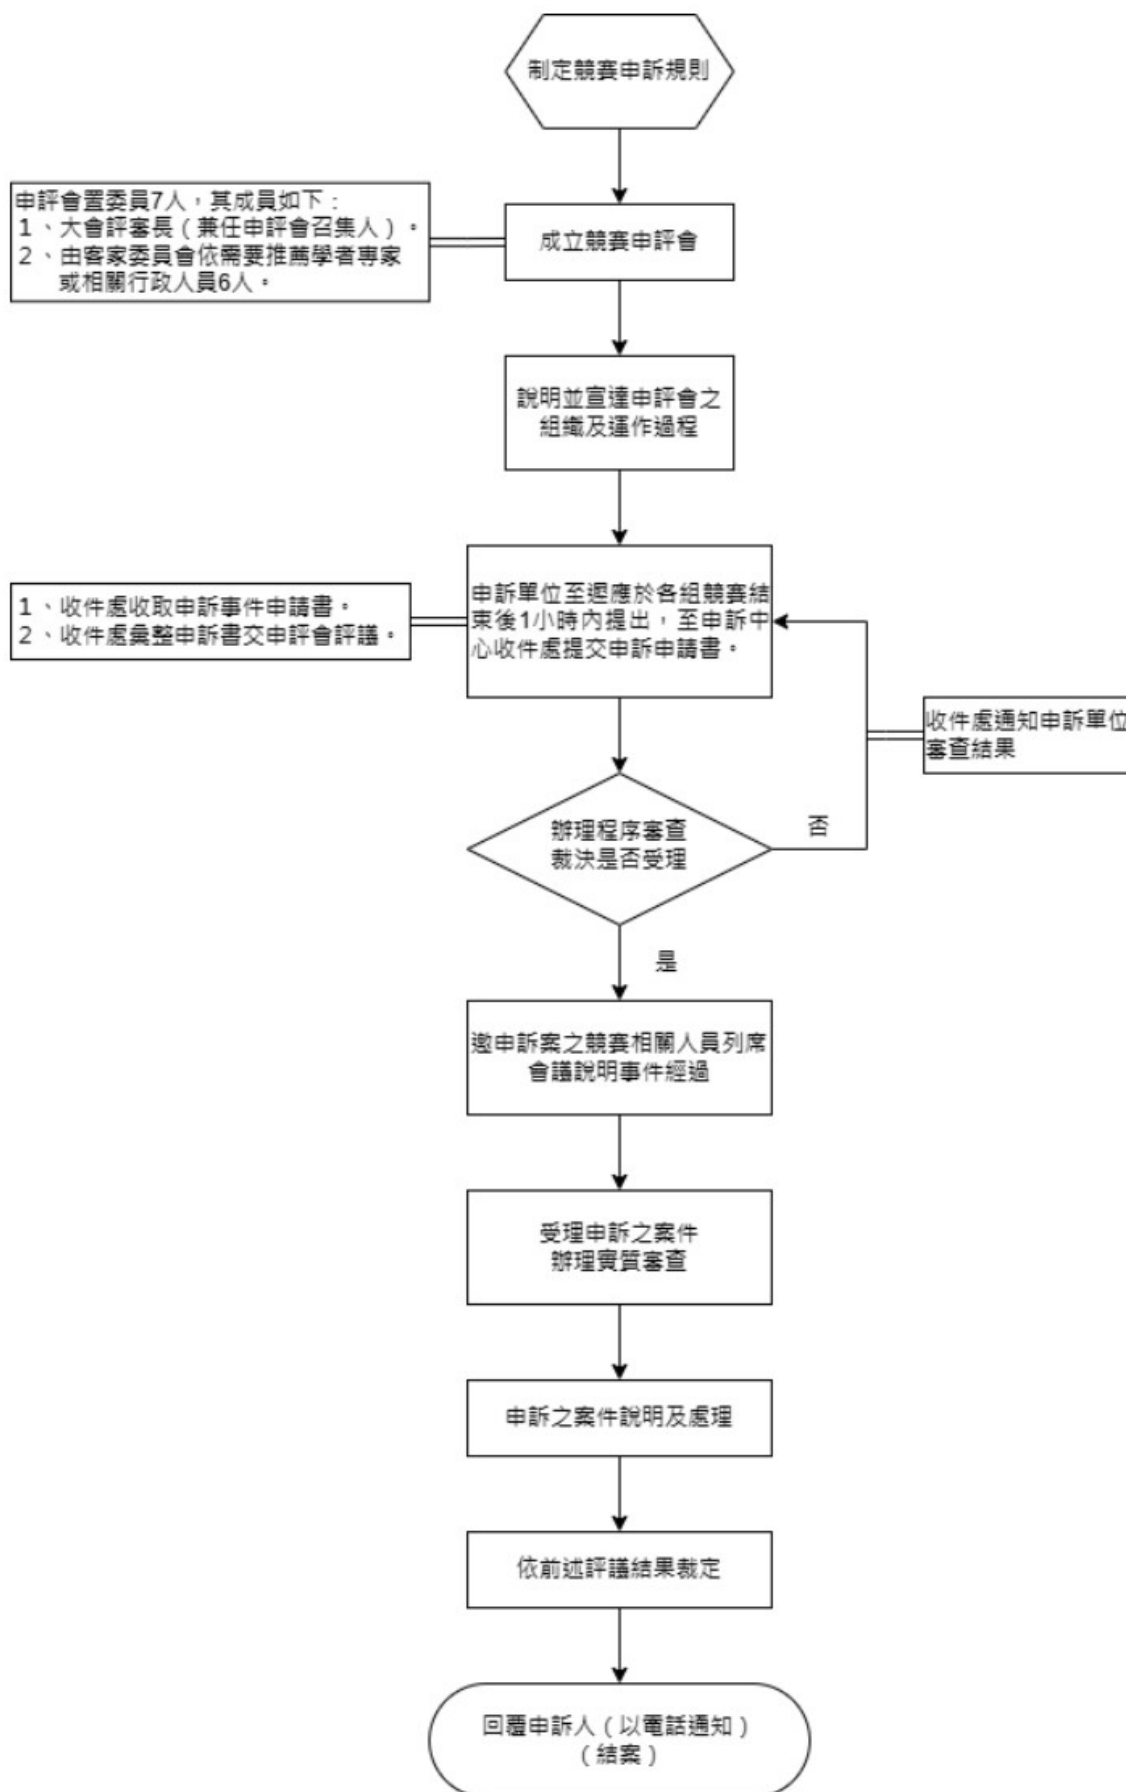 制定競賽申訴規則
申評會置委員7人，其成員如下：
1、大會評審長（兼任申評會召集人）。
2、由客家委員會依需要推薦學者專家
或相關行政人員6人。
成立競賽申評會
說明並宣達申評會之
組織及運作過程
1、收件處收取申訴事件申請書。
2、收件處彙整申訴書交申評會評議。
申訴單位至遲應於各組競賽結
束後1小時內提出，至申訴中
心收件處提交申訴申請書。
收件處通知申訴單位
審查結果
辦理程序審查
裁決是否受理
否
是
邀申訴案之競賽相關人員列席
會議說明事件經過
受理申訴之案件
辦理實質審查
申訴之案件說明及處理
依前述評議結果裁定
回覆申訴人（以電話通知）
（結案）